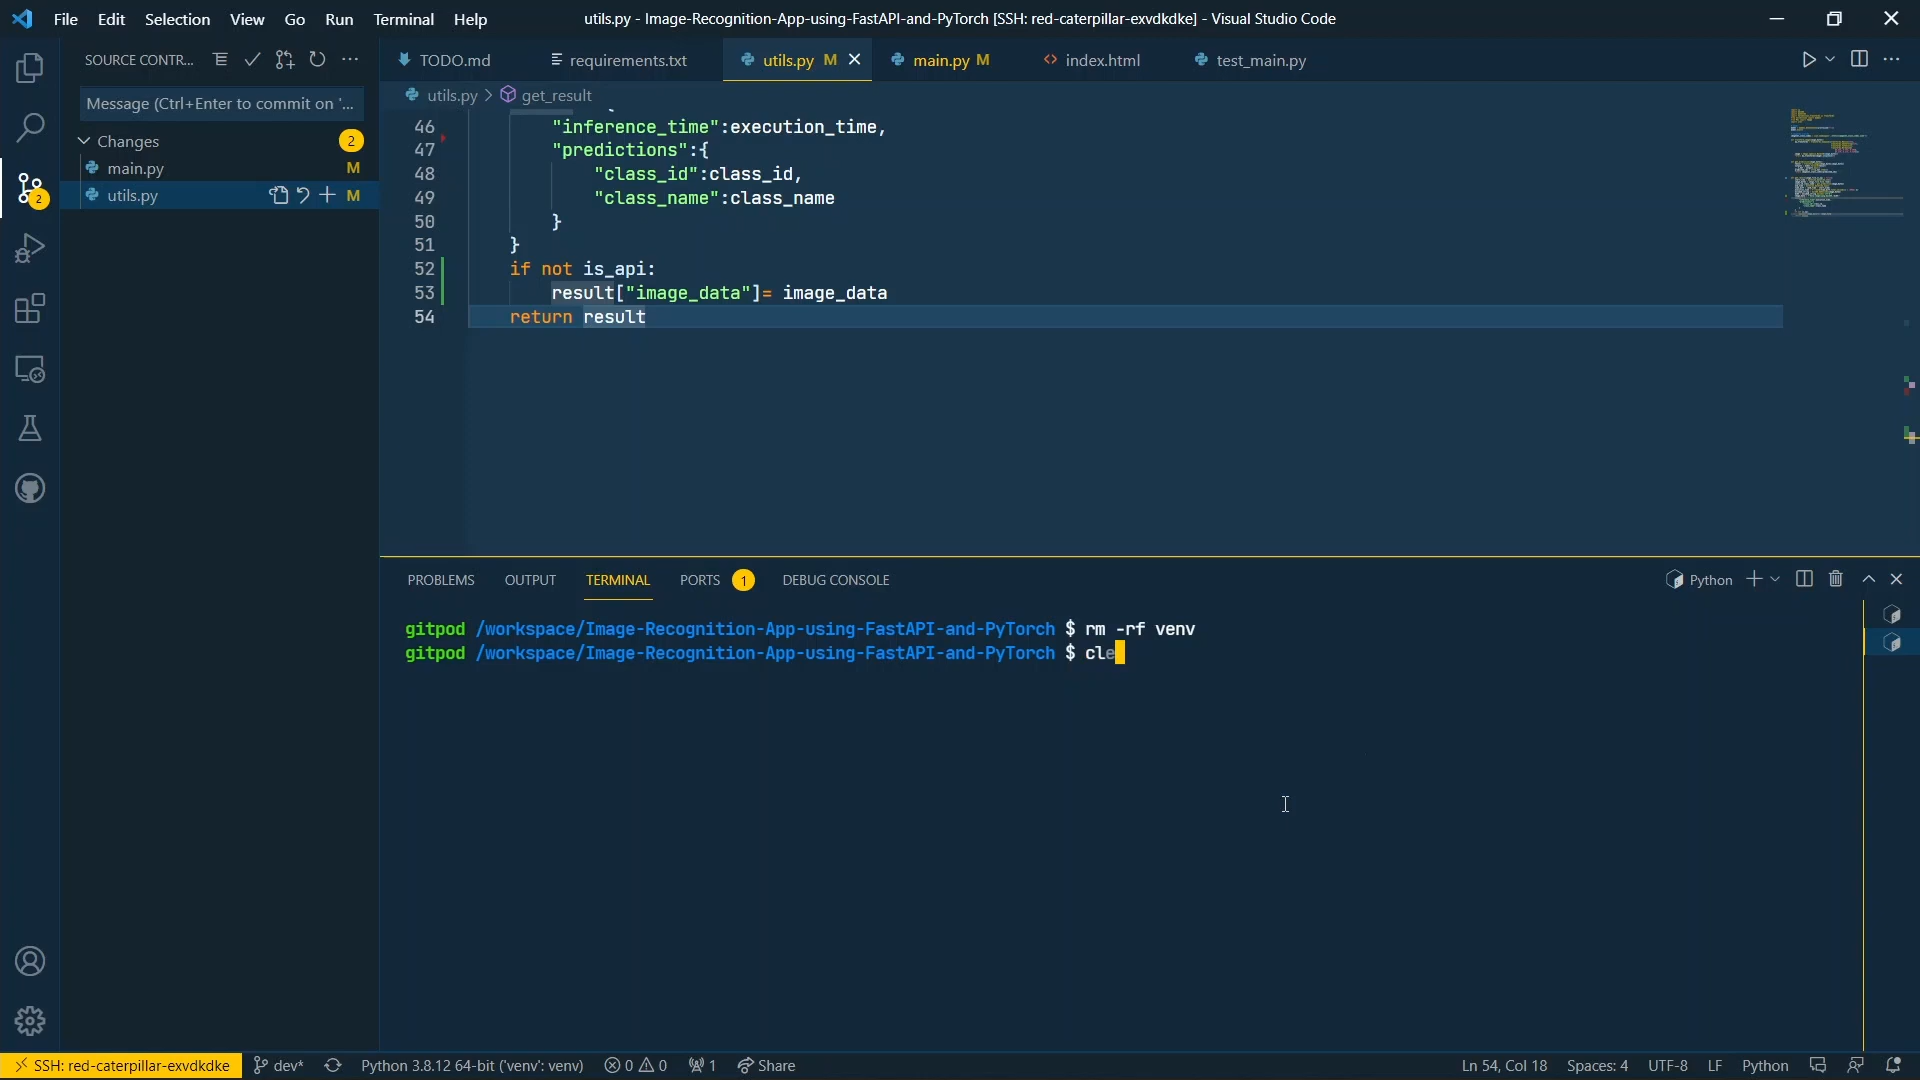 File Edit Selection View Go Run Terminal Help
utils.py - Image-Recognition-App-using-FastAPI-and-PyTorch [SSH: red-caterpillar-exvdkdke] - Visual Studio Code
SOURCE CONTR...
Message (Ctrl+Enter to commit on '...
Changes 2
main.py M
utils.py M
2
TODO.md requirements.txt utils.py M main.py M index.html test_main.py
utils.py > get_result
46 "inference_time":execution_time,
47 "predictions":{
48 "class_id":class_id,
49 "class_name":class_name
50 }
51 }
52 if not is_api:
53 result["image_data"]= image_data
54 return result
PROBLEMS OUTPUT TERMINAL PORTS 1 DEBUG CONSOLE
Python
gitpod /workspace/Image-Recognition-App-using-FastAPI-and-PyTorch $ rm -rf venv
gitpod /workspace/Image-Recognition-App-using-FastAPI-and-PyTorch $ cle
SSH: red-caterpillar-exvdkdke dev* Python 3.8.12 64-bit ('venv': venv) 0 0 1 Share Ln 54, Col 18 Spaces: 4 UTF-8 LF Python